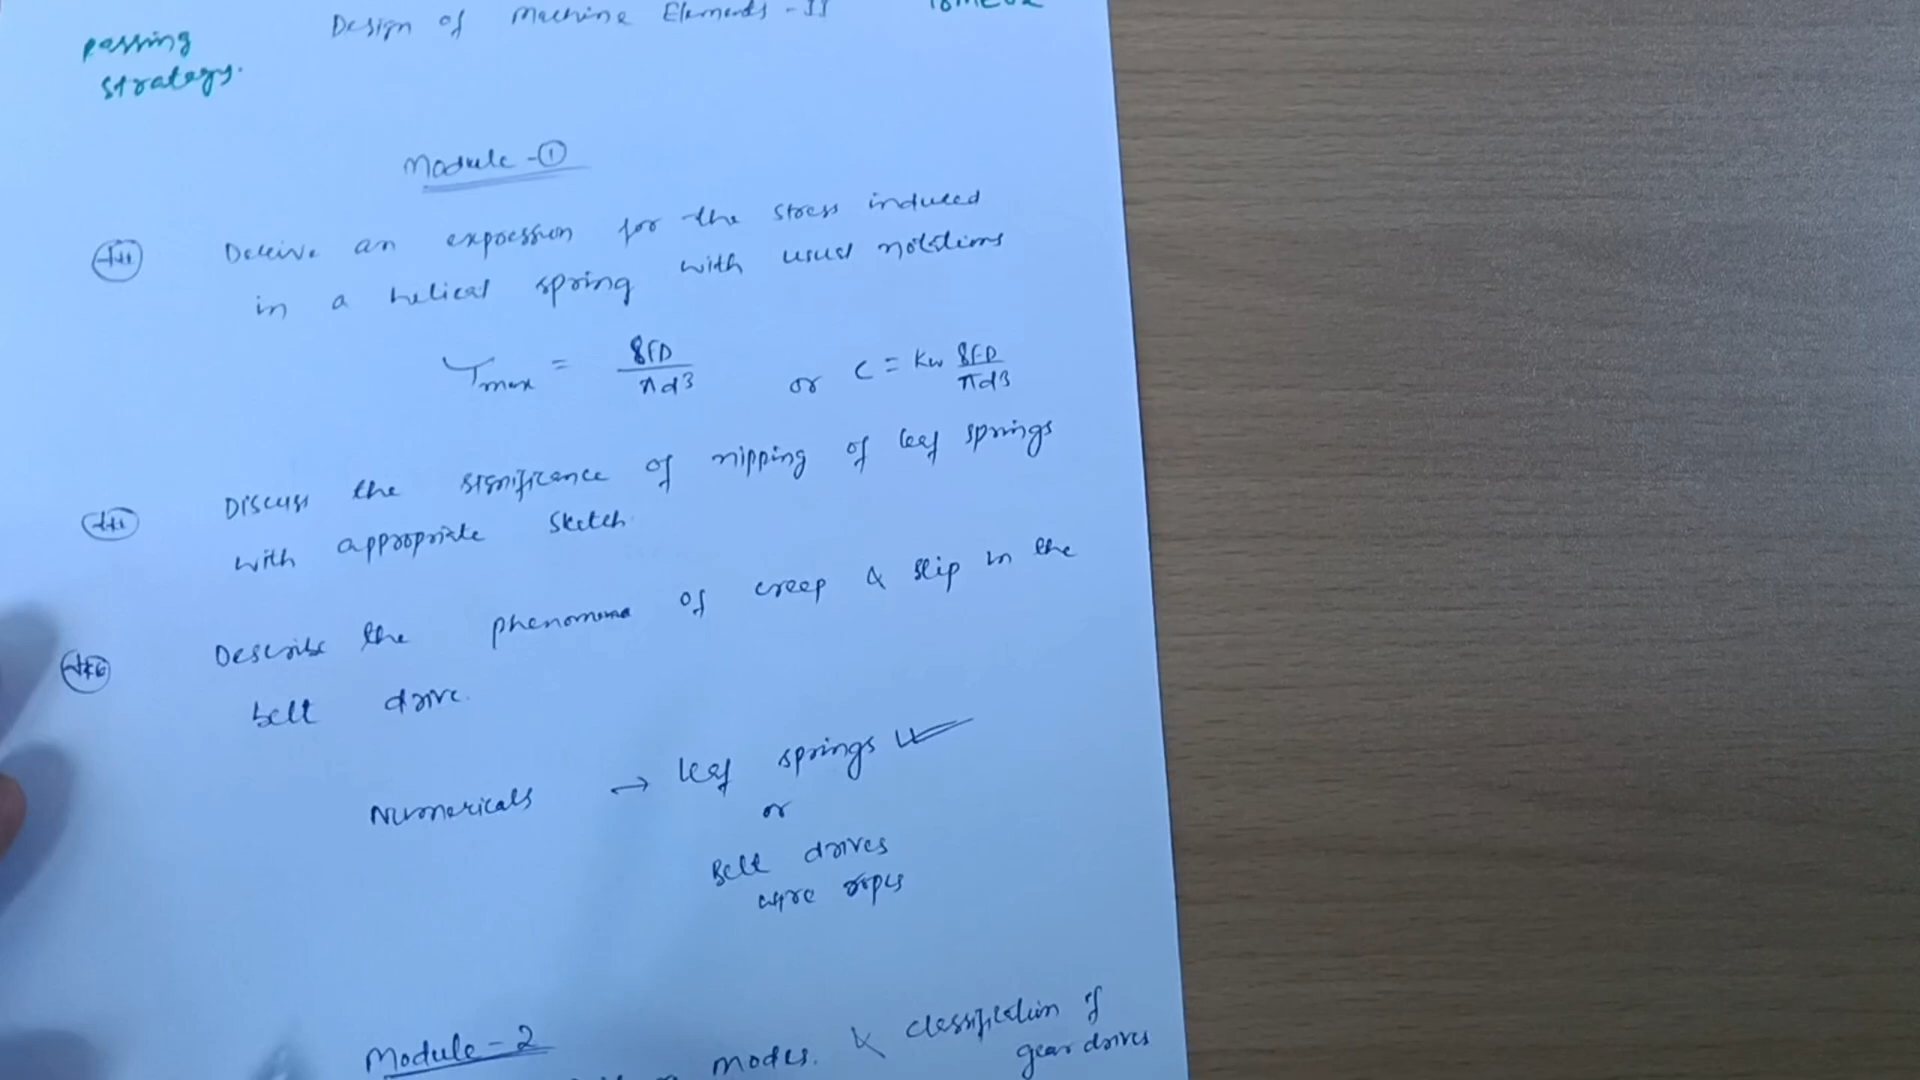 passing
strategy.
Design of Machine Elements - II
Module - ①
Derive an expression for the stress induced
in a helical spring with usual notations
τmax = 8FD / πd3 or τ = Kw 8FD / πd3
Discuss the significance of nipping of leaf springs
with appropriate sketch.
Describe the phenomena of creep & slip in the
belt drive.
Numericals → leaf springs
or
Belt drives
wire ropes
Module - 2
modes. & classification of
gear drives